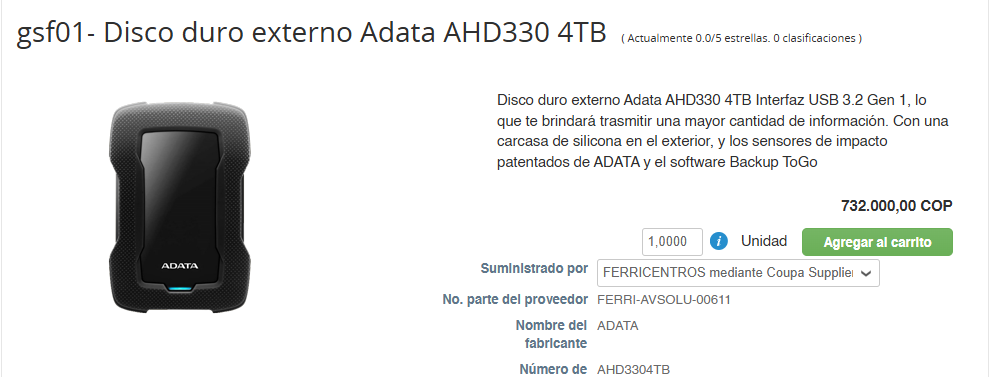 gsf01- Disco duro externo Adata AHD330 4TB ( Actualmente 0.0/5 estrellas. 0 clasificaciones )
Disco duro externo Adata AHD330 4TB Interfaz USB 3.2 Gen 1, lo
que te brindará trasmitir una mayor cantidad de información. Con una
carcasa de silicona en el exterior, y los sensores de impacto
patentados de ADATA y el software Backup ToGo
ADATA
732.000,00 COP
1,0000 i Unidad Agregar al carrito
Suministrado por FERRICENTROS mediante Coupa Supplier
No. parte del proveedor FERRI-AVSOLU-00611
Nombre del ADATA
fabricante
Número de AHD3304TB